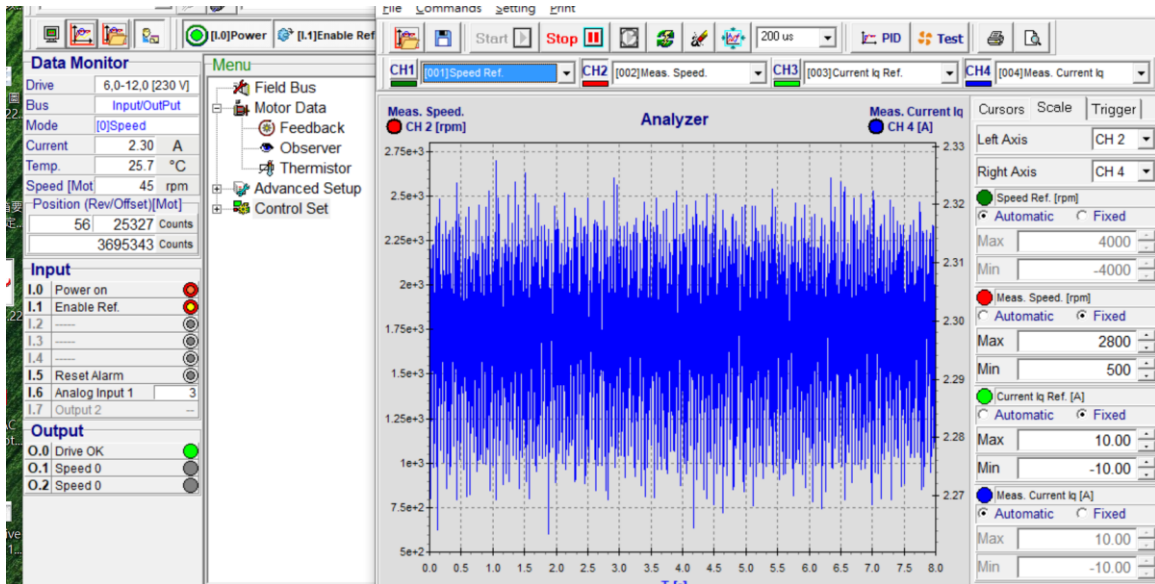 File Commands Setting Print
[I.0]Power [I.1]Enable Ref
Start Stop 200 us PID Test
Data Monitor
Drive 6,0-12,0 [230 V]
Bus Input/OutPut
Mode [0]Speed
Current 2.30 A
Temp. 25.7 °C
Speed [Mot 45 rpm
Position (Rev/Offset)[Mot]
56 25327 Counts
3695343 Counts
Input
I.0 Power on
I.1 Enable Ref.
I.2 -----
I.3 -----
I.4 -----
I.5 Reset Alarm
I.6 Analog Input 1 3
I.7 Output 2 --
Output
O.0 Drive OK
O.1 Speed 0
O.2 Speed 0
Menu
Field Bus
Motor Data
Feedback
Observer
Thermistor
Advanced Setup
Control Set
CH1 [001]Speed Ref. CH2 [002]Meas. Speed. CH3 [003]Current Iq Ref. CH4 [004]Meas. Current Iq
Meas. Speed.
CH 2 [rpm]
Analyzer
Meas. Current Iq
CH 4 [A]
2.75e+3
2.5e+3
2.25e+3
2e+3
1.75e+3
1.5e+3
1.25e+3
1e+3
7.5e+2
5e+2
2.33
2.32
2.31
2.30
2.29
2.28
2.27
0.0 0.5 1.0 1.5 2.0 2.5 3.0 3.5 4.0 4.5 5.0 5.5 6.0 6.5 7.0 7.5 8.0
Cursors Scale Trigger
Left Axis CH 2
Right Axis CH 4
Speed Ref. [rpm]
Automatic Fixed
Max 4000
Min -4000
Meas. Speed. [rpm]
Automatic Fixed
Max 2800
Min 500
Current Iq Ref. [A]
Automatic Fixed
Max 10.00
Min -10.00
Meas. Current Iq [A]
Automatic Fixed
Max 10.00
Min -10.00